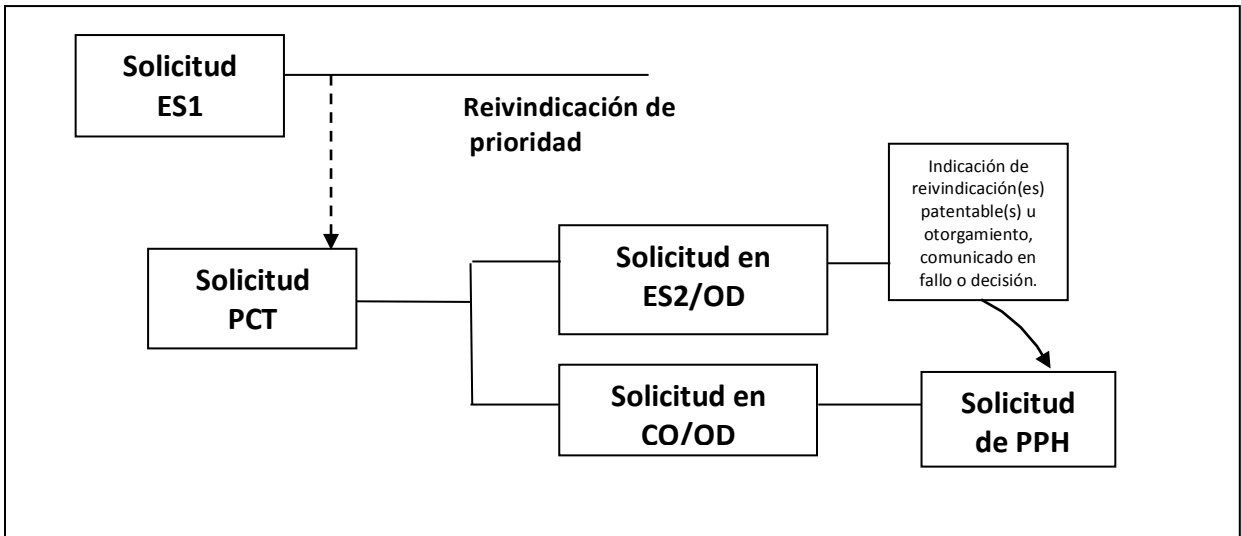 Solicitud
ES1
Reivindicación de
prioridad
Indicación de
reivindicación(es)
patentable(s) u
otorgamiento,
comunicado en
fallo o decisión.
Solicitud
PCT
Solicitud en
ES2/OD
Solicitud en
CO/OD
Solicitud
de PPH